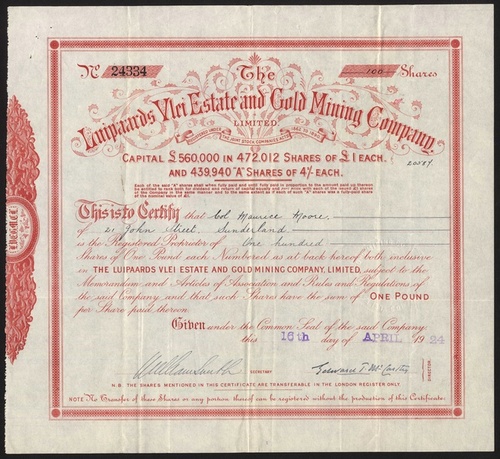 No 24334
100 Shares
The
Luipaards Vlei Estate and Gold Mining Company,
LIMITED.
CAPITAL £560,000 IN 472,012 SHARES OF £1 EACH.
AND 439,940 "A" SHARES OF 4/- EACH.
This is to Certify that Col Maurice Moore.
of 21 John Street, Sunderland
is the Registered Proprietor of One hundred
Shares of One Pound each Numbered as at back hereof both inclusive
in THE LUIPAARDS VLEI ESTATE AND GOLD MINING COMPANY, LIMITED, subject to the
Memorandum and Articles of Association and Rules and Regulations of
the said Company and that such Shares have the sum of ONE POUND
per Share paid thereon
Given under the Common Seal of the said Company
this 16th day of APRIL 1924
SECRETARY
DIRECTOR
N.B. THE SHARES MENTIONED IN THIS CERTIFICATE ARE TRANSFERABLE IN THE LONDON REGISTER ONLY.
NOTE No Transfer of these Shares or any portion thereof can be registered without the production of this Certificate.